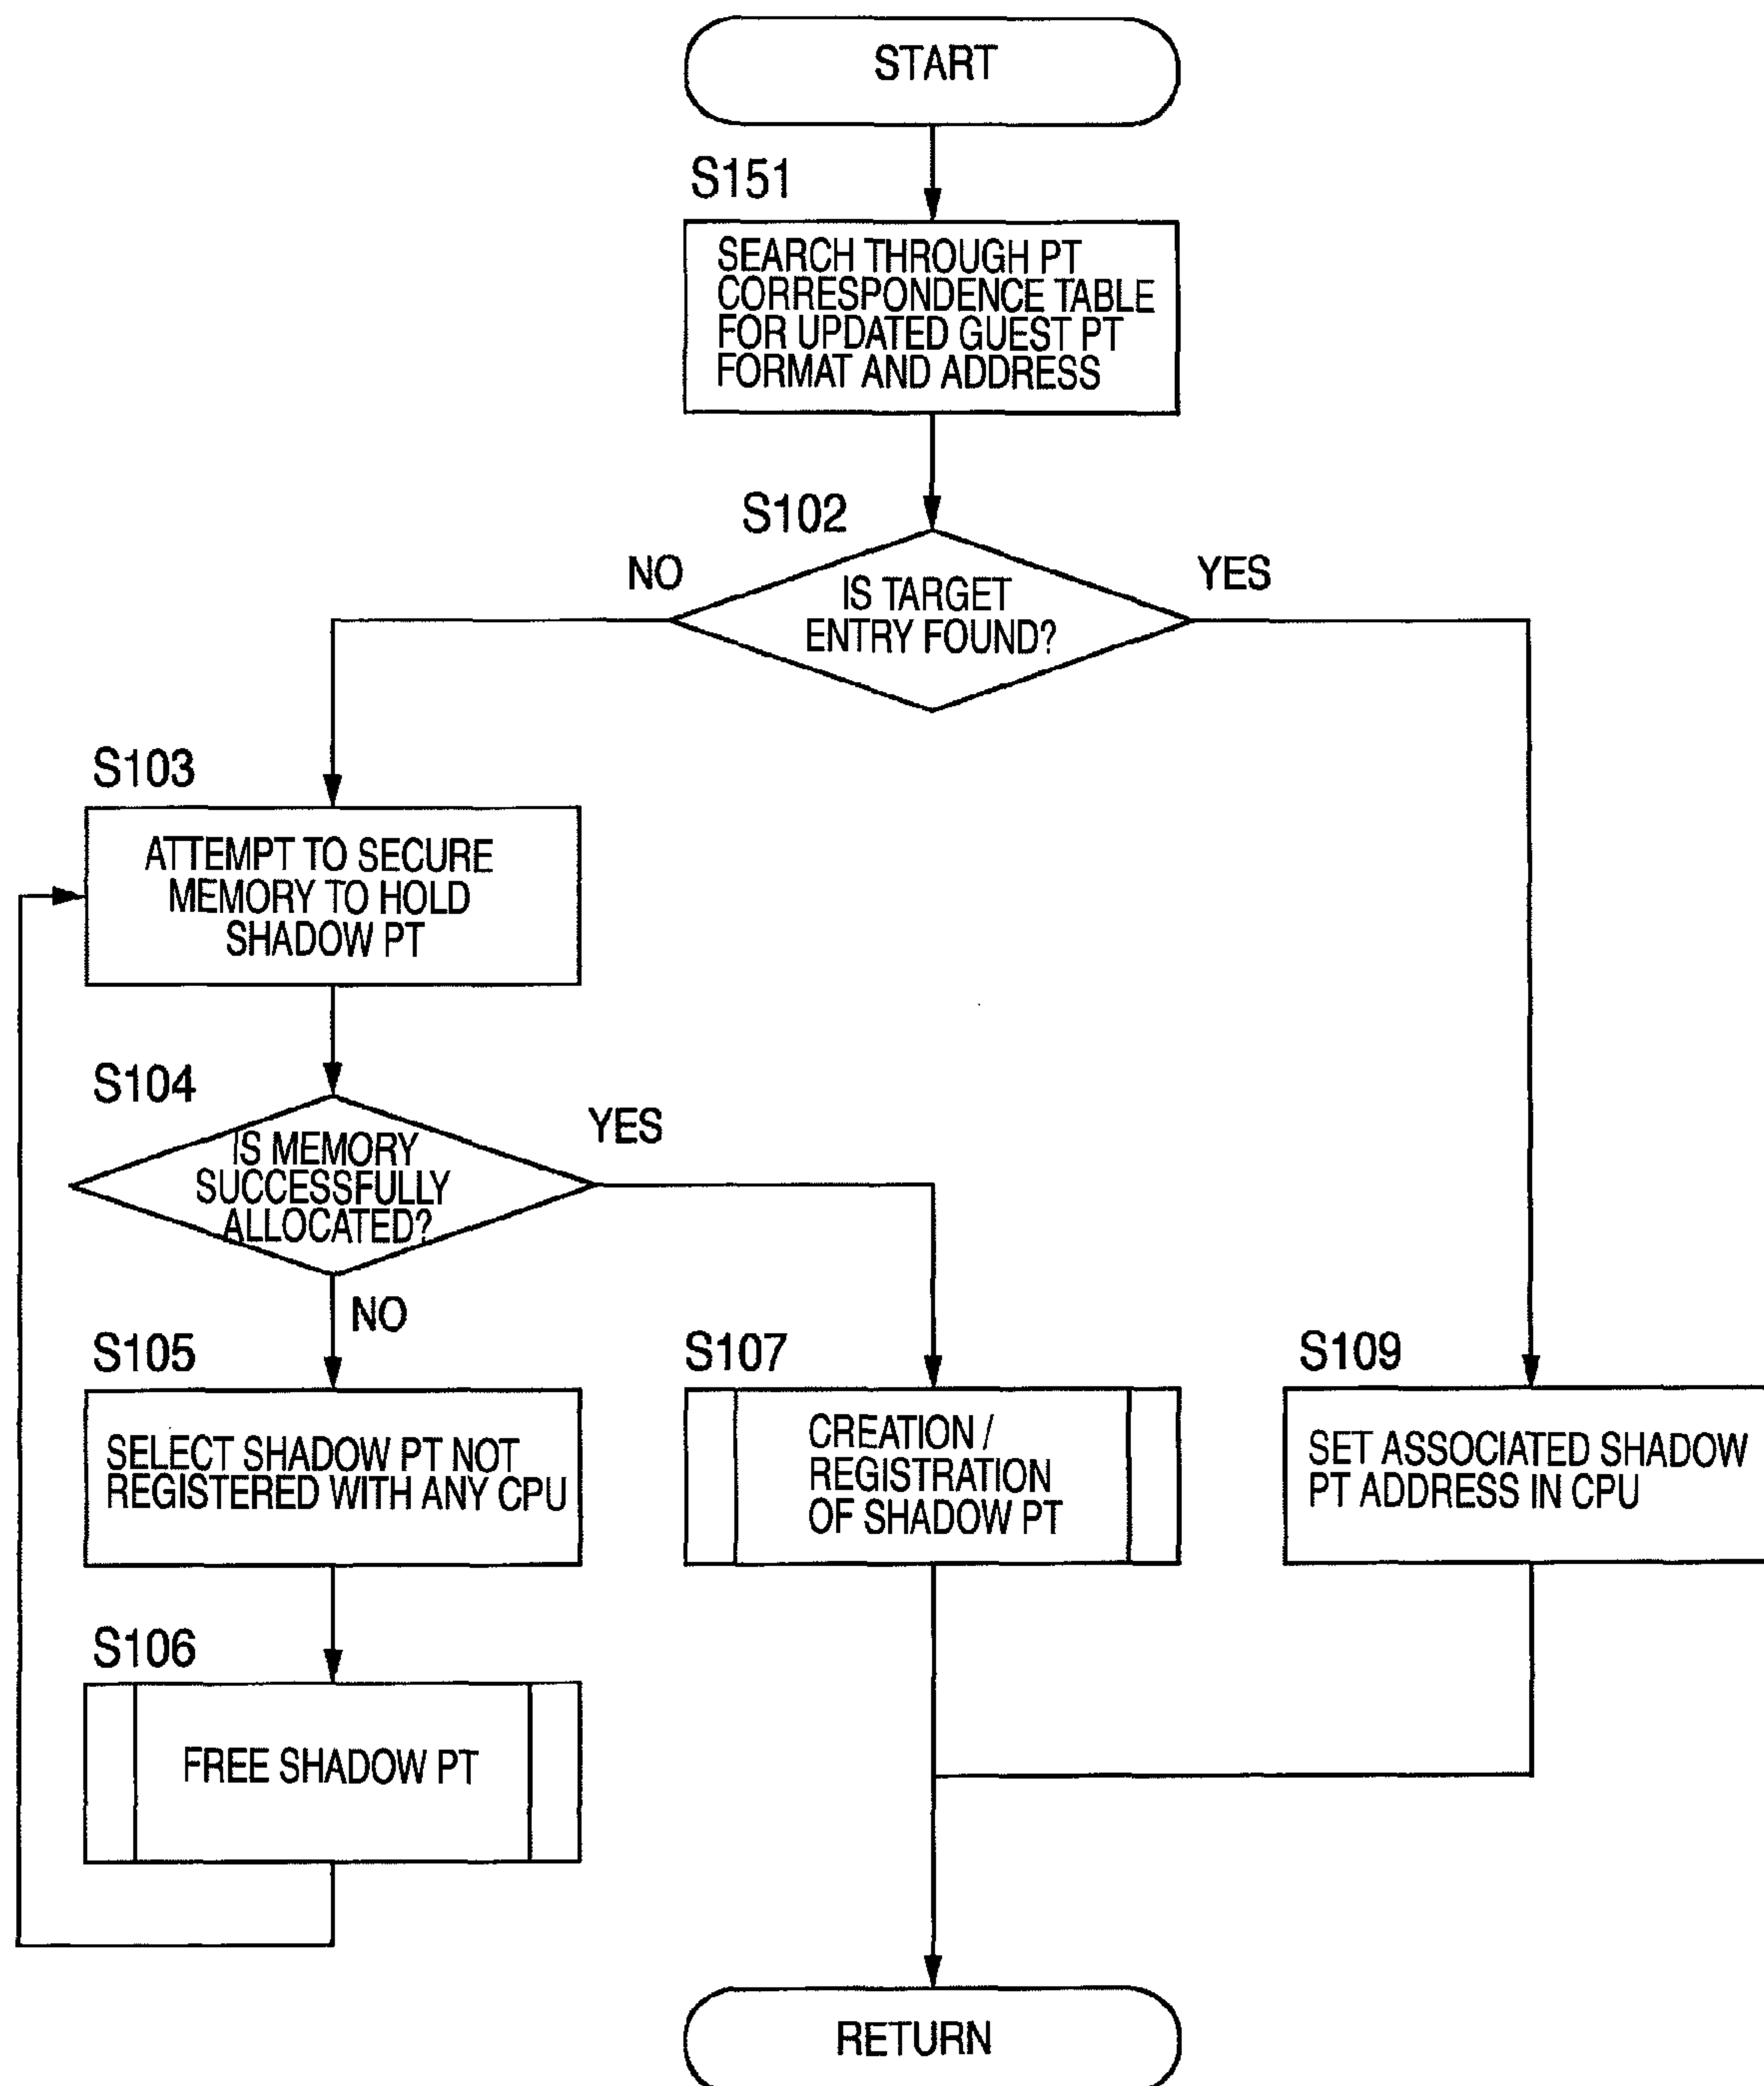 START
S151
SEARCH THROUGH PT
CORRESPONDENCE TABLE
FOR UPDATED GUEST PT
FORMAT AND ADDRESS
S102
NO
YES
IS TARGET
ENTRY FOUND?
S103
ATTEMPT TO SECURE
MEMORY TO HOLD
SHADOW PT
S104
YES
IS MEMORY
SUCCESSFULLY
ALLOCATED?
NO
S105
SELECT SHADOW PT NOT
REGISTERED WITH ANY CPU
S107
CREATION /
REGISTRATION
OF SHADOW PT
S109
SET ASSOCIATED SHADOW
PT ADDRESS IN CPU
S106
FREE SHADOW PT
RETURN